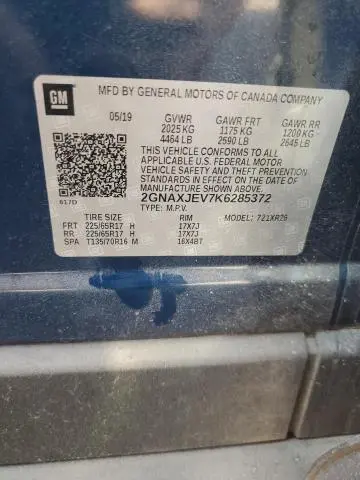 GM
MFD BY GENERAL MOTORS OF CANADA COMPANY
05/19 GVWR GAWR FRT GAWR RR
2025 KG 1175 KG 1200 KG
4464 LB 2590 LB 2645 LB
THIS VEHICLE CONFORMS TO ALL
APPLICABLE U.S. FEDERAL MOTOR
VEHICLE SAFETY AND THEFT PREVENTION
STANDARDS IN EFFECT ON THE DATE OF
MANUFACTURE SHOWN ABOVE.
617D 2GNAXJEV7K6285372
TYPE: M.P.V. MODEL: 721XR26
TIRE SIZE RIM
FRT 225/65R17 H 17X7J
RR 225/65R17 H 17X7J
SPA T135/70R16 M 16X4BT